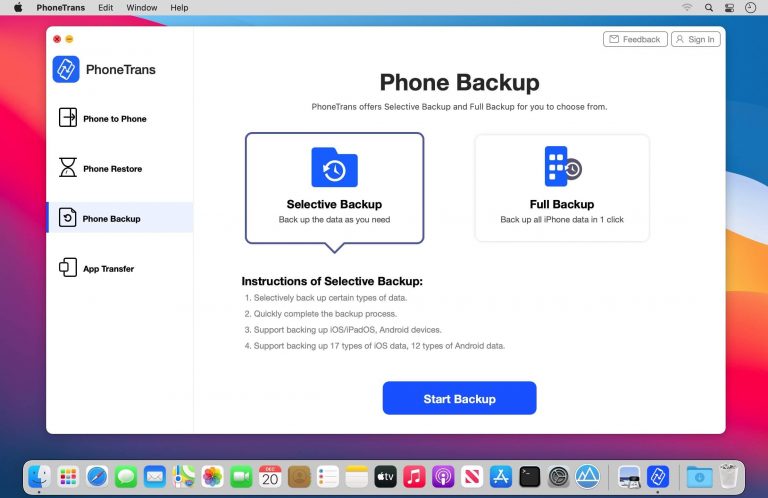 PhoneTrans Edit Window Help
Feedback Sign In
PhoneTrans
Phone to Phone
Phone Restore
Phone Backup
App Transfer
Phone Backup
PhoneTrans offers Selective Backup and Full Backup for you to choose from.
Selective Backup
Back up the data as you need
Full Backup
Back up all iPhone data in 1 click
Instructions of Selective Backup:
1. Selectively back up certain types of data.
2. Quickly complete the backup process.
3. Support backing up iOS/iPadOS, Android devices.
4. Support backing up 17 types of iOS data, 12 types of Android data.
Start Backup
DEC
20
tv